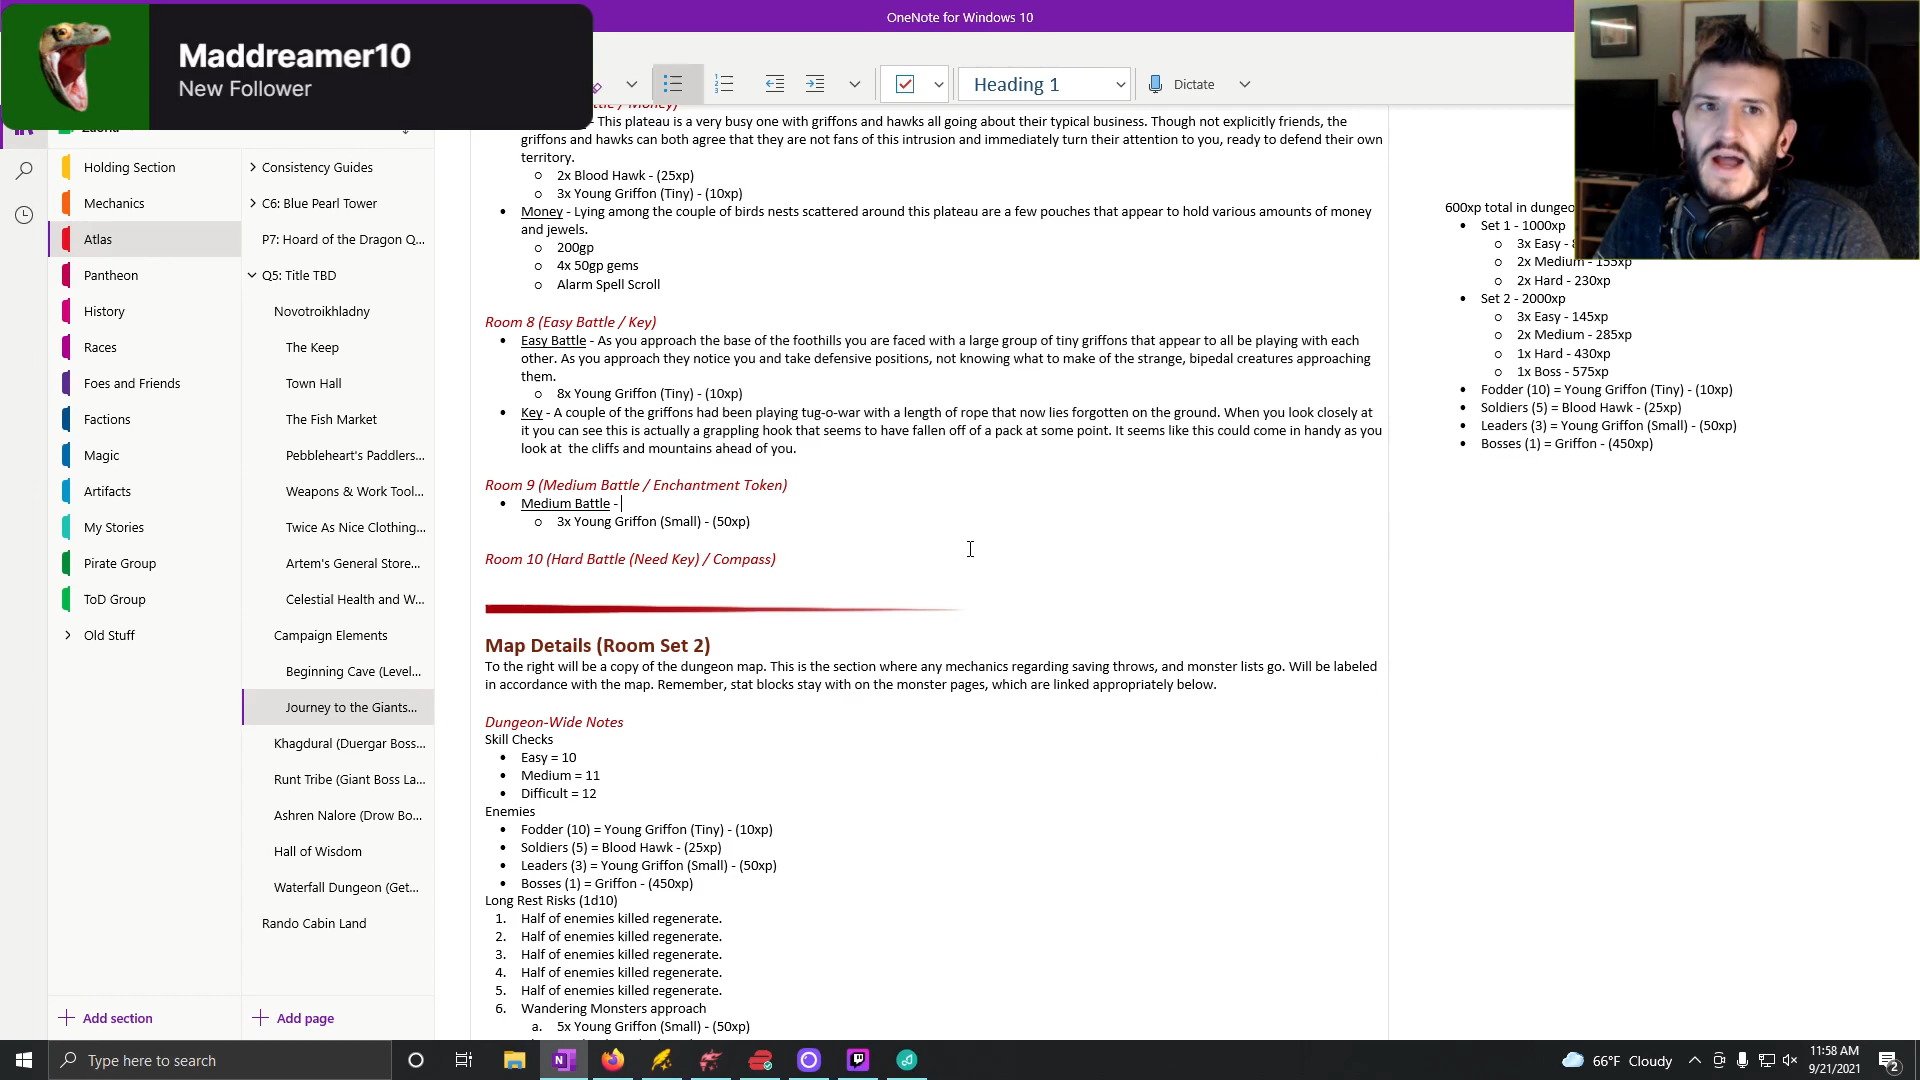 OneNote for Windows 10
Maddreamer10
New Follower
Heading 1
Dictate
Holding Section
Mechanics
Atlas
Pantheon
History
Races
Foes and Friends
Factions
Magic
Artifacts
My Stories
Pirate Group
ToD Group
Old Stuff
Add section
Consistency Guides
C6: Blue Pearl Tower
P7: Hoard of the Dragon Q...
Q5: Title TBD
Novotroikhladny
The Keep
Town Hall
The Fish Market
Pebbleheart's Paddlers...
Weapons & Work Tool...
Twice As Nice Clothing...
Artem's General Store...
Celestial Health and W...
Campaign Elements
Beginning Cave (Level...
Journey to the Giants...
Khagdural (Duergar Boss...
Runt Tribe (Giant Boss La...
Ashren Nalore (Drow Bo...
Hall of Wisdom
Waterfall Dungeon (Get...
Rando Cabin Land
Add page
/ Money)
- This plateau is a very busy one with griffons and hawks all going about their typical business. Though not explicitly friends, the
griffons and hawks can both agree that they are not fans of this intrusion and immediately turn their attention to you, ready to defend their own
territory.
o 2x Blood Hawk - (25xp)
o 3x Young Griffon (Tiny) - (10xp)
• Money - Lying among the couple of birds nests scattered around this plateau are a few pouches that appear to hold various amounts of money
and jewels.
o 200gp
o 4x 50gp gems
o Alarm Spell Scroll
Room 8 (Easy Battle / Key)
• Easy Battle - As you approach the base of the foothills you are faced with a large group of tiny griffons that appear to all be playing with each
other. As you approach they notice you and take defensive positions, not knowing what to make of the strange, bipedal creatures approaching
them.
o 8x Young Griffon (Tiny) - (10xp)
• Key - A couple of the griffons had been playing tug-o-war with a length of rope that now lies forgotten on the ground. When you look closely at
it you can see this is actually a grappling hook that seems to have fallen off of a pack at some point. It seems like this could come in handy as you
look at the cliffs and mountains ahead of you.
Room 9 (Medium Battle / Enchantment Token)
• Medium Battle -
o 3x Young Griffon (Small) - (50xp)
Room 10 (Hard Battle (Need Key) / Compass)
Map Details (Room Set 2)
To the right will be a copy of the dungeon map. This is the section where any mechanics regarding saving throws, and monster lists go. Will be labeled
in accordance with the map. Remember, stat blocks stay with on the monster pages, which are linked appropriately below.
Dungeon-Wide Notes
Skill Checks
• Easy = 10
• Medium = 11
• Difficult = 12
Enemies
• Fodder (10) = Young Griffon (Tiny) - (10xp)
• Soldiers (5) = Blood Hawk - (25xp)
• Leaders (3) = Young Griffon (Small) - (50xp)
• Bosses (1) = Griffon - (450xp)
Long Rest Risks (1d10)
1. Half of enemies killed regenerate.
2. Half of enemies killed regenerate.
3. Half of enemies killed regenerate.
4. Half of enemies killed regenerate.
5. Half of enemies killed regenerate.
6. Wandering Monsters approach
a. 5x Young Griffon (Small) - (50xp)
600xp total in
• Set 1 - 1000xp
o 3x Easy -
o 2x Medium - 155xp
o 2x Hard - 230xp
• Set 2 - 2000xp
o 3x Easy - 145xp
o 2x Medium - 285xp
o 1x Hard - 430xp
o 1x Boss - 575xp
• Fodder (10) = Young Griffon (Tiny) - (10xp)
• Soldiers (5) = Blood Hawk - (25xp)
• Leaders (3) = Young Griffon (Small) - (50xp)
• Bosses (1) = Griffon - (450xp)
Type here to search
66°F Cloudy
11:58 AM
9/21/2021
2